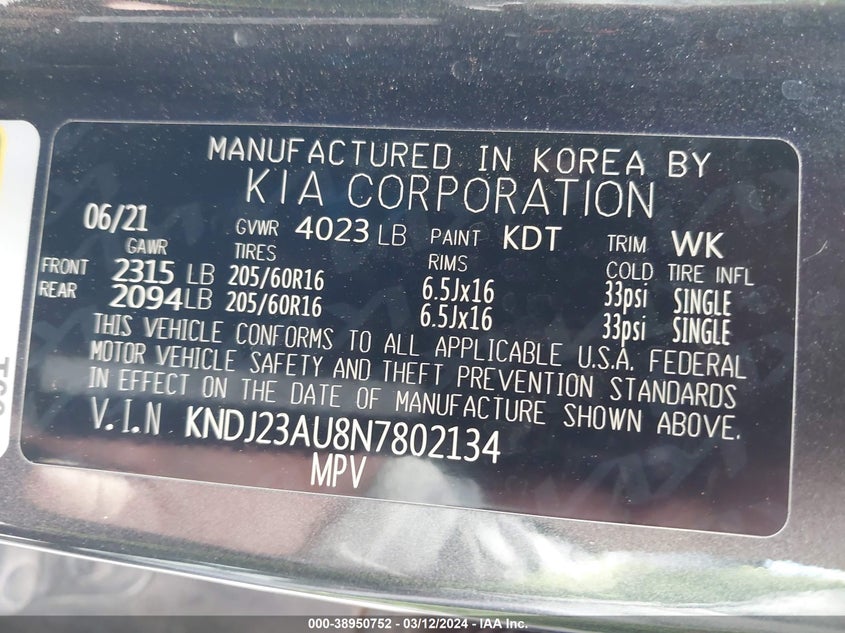 MANUFACTURED IN KOREA BY
KIA CORPORATION
06/21 GVWR 4023 LB PAINT KDT TRIM WK
GAWR TIRES RIMS COLD TIRE INFL
FRONT 2315 LB 205/60R16 6.5Jx16 33psi SINGLE
REAR 2094 LB 205/60R16 6.5Jx16 33psi SINGLE
THIS VEHICLE CONFORMS TO ALL APPLICABLE U.S.A. FEDERAL
MOTOR VEHICLE SAFETY AND THEFT PREVENTION STANDARDS
IN EFFECT ON THE DATE OF MANUFACTURE SHOWN ABOVE.
V.I.N KNDJ23AU8N7802134
MPV
000-38950752 - 03/12/2024 - IAA Inc.